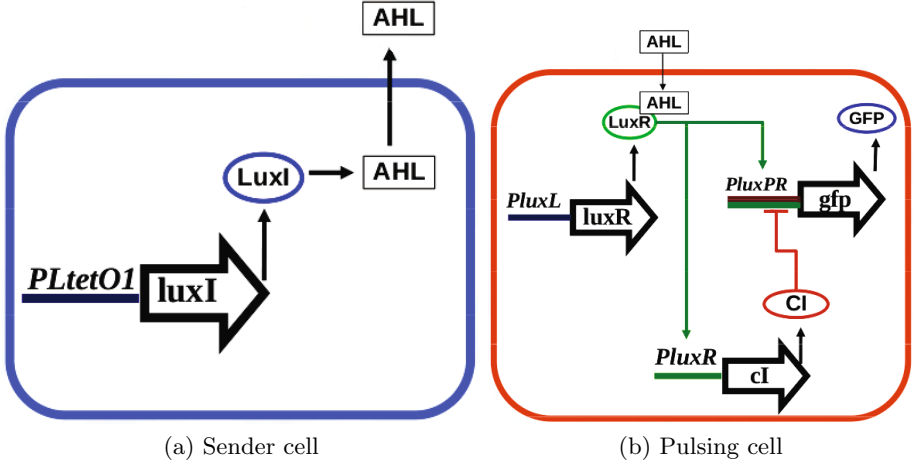 AHL
LuxI
AHL
PLtetO1
luxI
(a) Sender cell
AHL
AHL
LuxR
GFP
PluxL
luxR
PluxPR
gfp
CI
PluxR
cI
(b) Pulsing cell